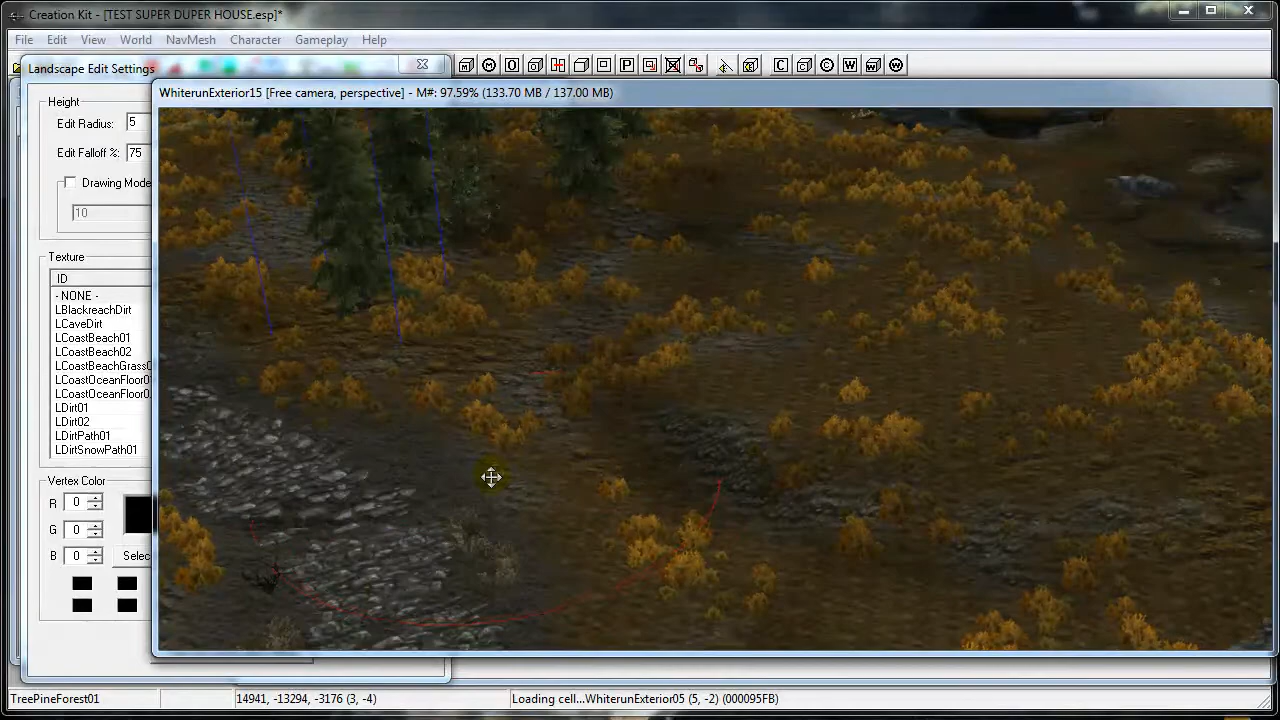 Creation Kit - [TEST SUPER DUPER HOUSE.esp]*
File Edit View World NavMesh Character Gameplay Help
Landscape Edit Settings
WhiterunExterior15 [Free camera, perspective] - M#: 97.59% (133.70 MB / 137.00 MB)
Height
Edit Radius: 5
Edit Falloff %: 75
Drawing Mode
10
Texture
ID
- NONE -
LBlackreachDirt
LCaveDirt
LCoastBeach01
LCoastBeach02
LCoastBeachGrass0
LCoastOceanFloor0
LCoastOceanFloor0
LDirt01
LDirt02
LDirtPath01
LDirtSnowPath01
Vertex Color
R 0
G 0
B 0 Selec
TreePineForest01 14941, -13294, -3176 (3, -4) Loading cell...WhiterunExterior05 (5, -2) (000095FB)